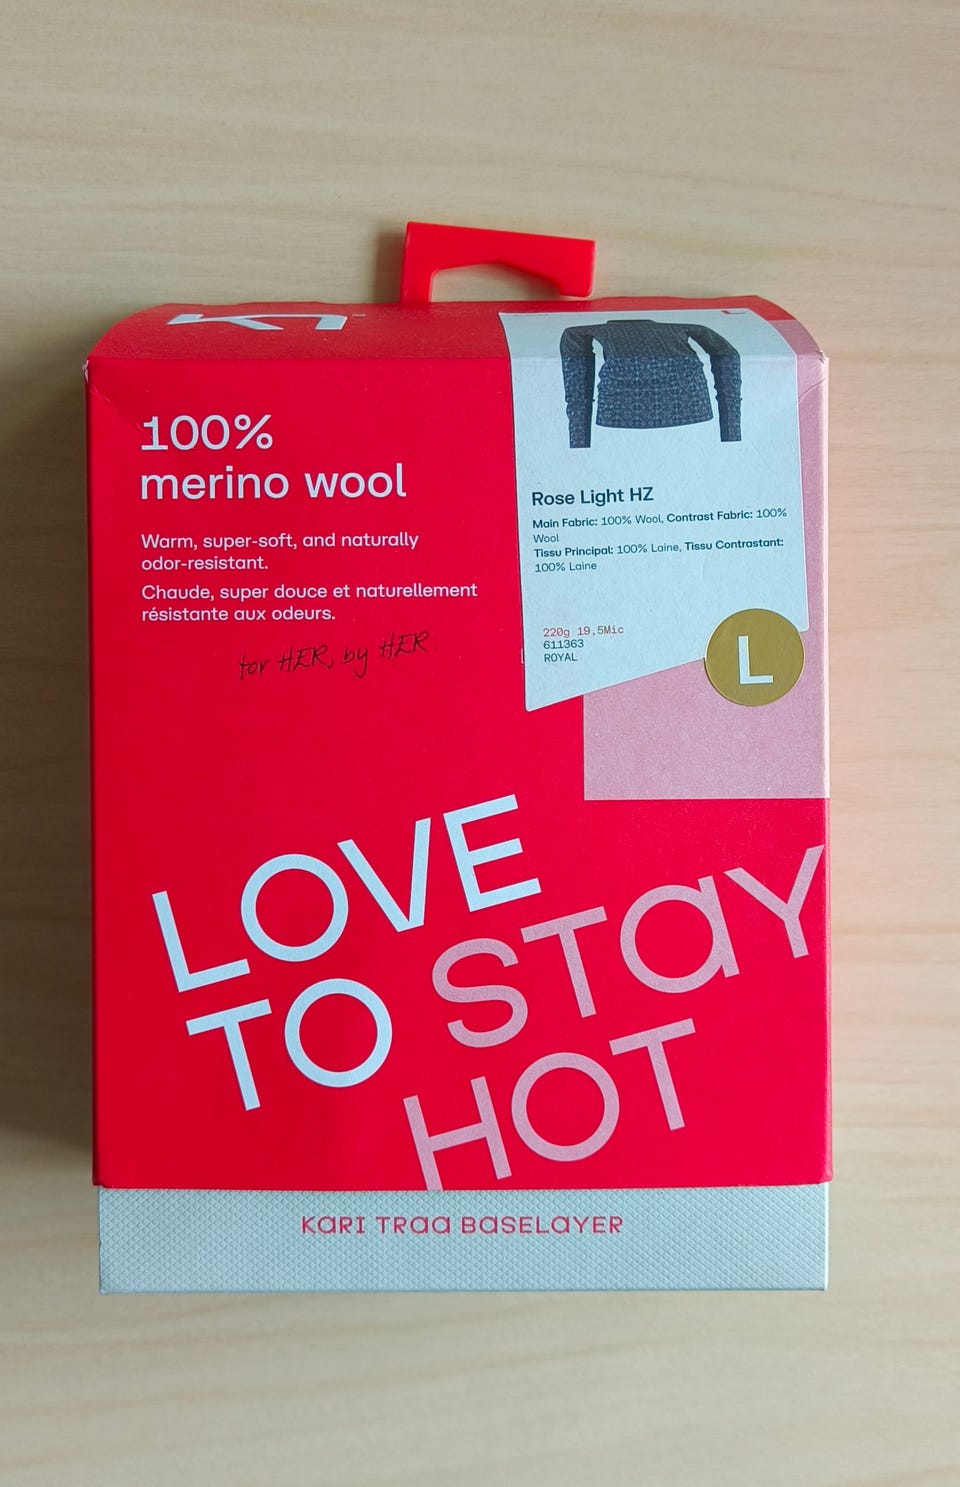 100%
merino wool
Warm, super-soft, and naturally
odor-resistant.
Chaude, super douce et naturellement
résistante aux odeurs.
for HER, by HER.
Rose Light HZ
Main Fabric: 100% Wool, Contrast Fabric: 100%
Wool
Tissu Principal: 100% Laine, Tissu Contrastant:
100% Laine
220g 19,5Mic
611363
ROYAL
L
LOVE
TO STAY
HOT
KARI TRAA BASELAYER